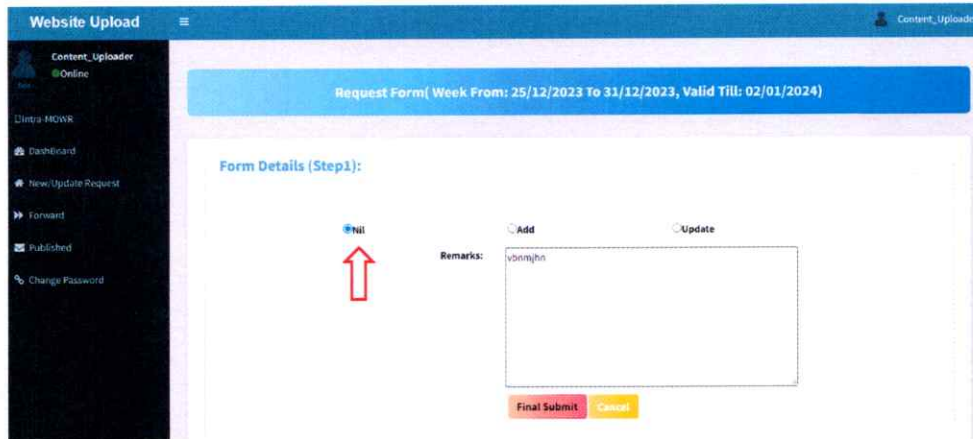 Website Upload
Content_Uploade
Content_Uploader
Online
Intra-MOWR
DashBoard
New/Update Request
Forward
Published
Change Password
Request Form( Week From: 25/12/2023 To 31/12/2023, Valid Till: 02/01/2024)
Form Details (Step1):
Nil Add Update
Remarks: vbnmjhn
Final Submit Cancel